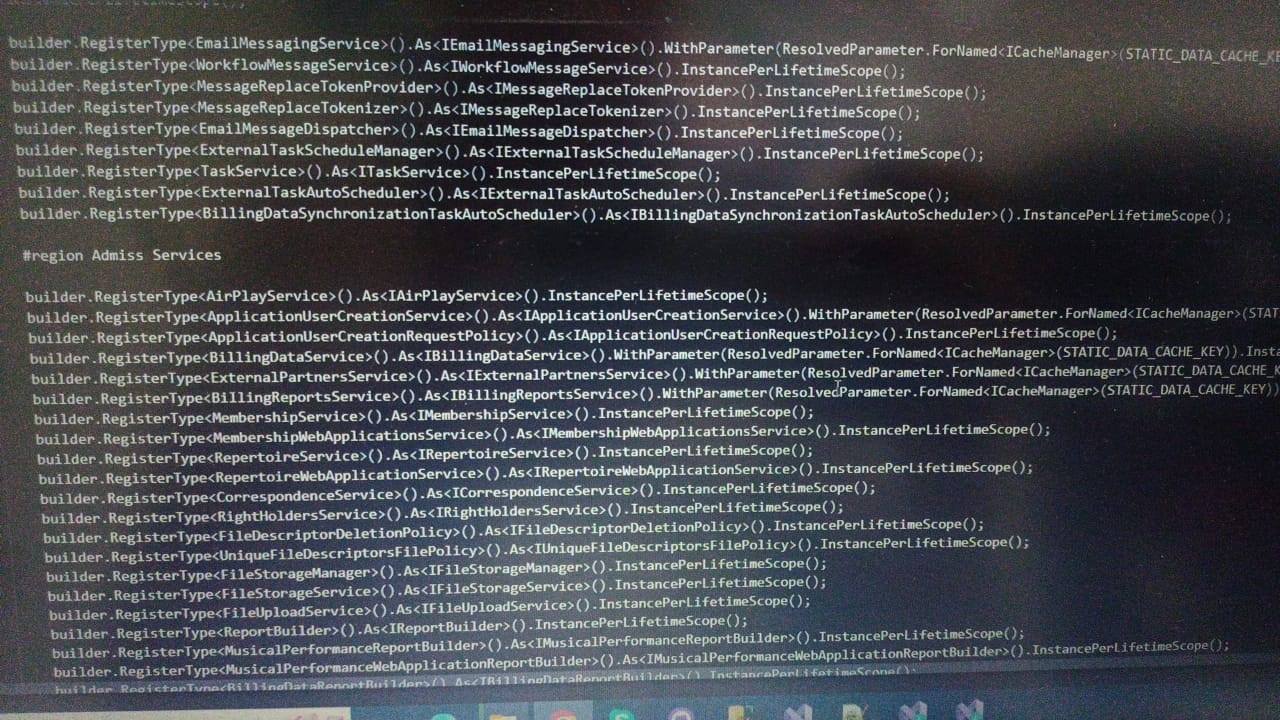 builder.RegisterType<EmailMessagingService>().As<IEmailMessagingService>().WithParameter(ResolvedParameter.ForNamed<ICacheManager>(STATIC_DATA_CACHE_KE
builder.RegisterType<WorkflowMessageService>().As<IWorkflowMessageService>().InstancePerLifetimeScope();
builder.RegisterType<MessageReplaceTokenProvider>().As<IMessageReplaceTokenProvider>().InstancePerLifetimeScope();
builder.RegisterType<MessageReplaceTokenizer>().As<IMessageReplaceTokenizer>().InstancePerLifetimeScope();
builder.RegisterType<EmailMessageDispatcher>().As<IEmailMessageDispatcher>().InstancePerLifetimeScope();
builder.RegisterType<ExternalTaskScheduleManager>().As<IExternalTaskScheduleManager>().InstancePerLifetimeScope();
builder.RegisterType<TaskService>().As<ITaskService>().InstancePerLifetimeScope();
builder.RegisterType<ExternalTaskAutoScheduler>().As<IExternalTaskAutoScheduler>().InstancePerLifetimeScope();
builder.RegisterType<BillingDataSynchronizationTaskAutoScheduler>().As<IBillingDataSynchronizationTaskAutoScheduler>().InstancePerLifetimeScope();
#region Admiss Services
builder.RegisterType<AirPlayService>().As<IAirPlayService>().InstancePerLifetimeScope();
builder.RegisterType<ApplicationUserCreationService>().As<IApplicationUserCreationService>().WithParameter(ResolvedParameter.ForNamed<ICacheManager>(STAT
builder.RegisterType<ApplicationUserCreationRequestPolicy>().As<IApplicationUserCreationRequestPolicy>().InstancePerLifetimeScope();
builder.RegisterType<BillingDataService>().As<IBillingDataService>().WithParameter(ResolvedParameter.ForNamed<ICacheManager>(STATIC_DATA_CACHE_KEY)).Insta
builder.RegisterType<ExternalPartnersService>().As<IExternalPartnersService>().WithParameter(ResolvedParameter.ForNamed<ICacheManager>(STATIC_DATA_CACHE_K
builder.RegisterType<BillingReportsService>().As<IBillingReportsService>().WithParameter(ResolvedParameter.ForNamed<ICacheManager>(STATIC_DATA_CACHE_KEY))
builder.RegisterType<MembershipService>().As<IMembershipService>().InstancePerLifetimeScope();
builder.RegisterType<MembershipWebApplicationsService>().As<IMembershipWebApplicationsService>().InstancePerLifetimeScope();
builder.RegisterType<RepertoireService>().As<IRepertoireService>().InstancePerLifetimeScope();
builder.RegisterType<RepertoireWebApplicationService>().As<IRepertoireWebApplicationService>().InstancePerLifetimeScope();
builder.RegisterType<CorrespondenceService>().As<ICorrespondenceService>().InstancePerLifetimeScope();
builder.RegisterType<RightHoldersService>().As<IRightHoldersService>().InstancePerLifetimeScope();
builder.RegisterType<FileDescriptorDeletionPolicy>().As<IFileDescriptorDeletionPolicy>().InstancePerLifetimeScope();
builder.RegisterType<UniqueFileDescriptorsFilePolicy>().As<IUniqueFileDescriptorsFilePolicy>().InstancePerLifetimeScope();
builder.RegisterType<FileStorageManager>().As<IFileStorageManager>().InstancePerLifetimeScope();
builder.RegisterType<FileStorageService>().As<IFileStorageService>().InstancePerLifetimeScope();
builder.RegisterType<FileUploadService>().As<IFileUploadService>().InstancePerLifetimeScope();
builder.RegisterType<ReportBuilder>().As<IReportBuilder>().InstancePerLifetimeScope();
builder.RegisterType<MusicalPerformanceReportBuilder>().As<IMusicalPerformanceReportBuilder>().InstancePerLifetimeScope();
builder.RegisterType<MusicalPerformanceWebApplicationReportBuilder>().As<IMusicalPerformanceWebApplicationReportBuilder>().InstancePerLifetimeScope();
builder.RegisterType<BillingDataReportBuilder>().As<IBillingDataReportBuilder>().InstancePerLifetimeScope();